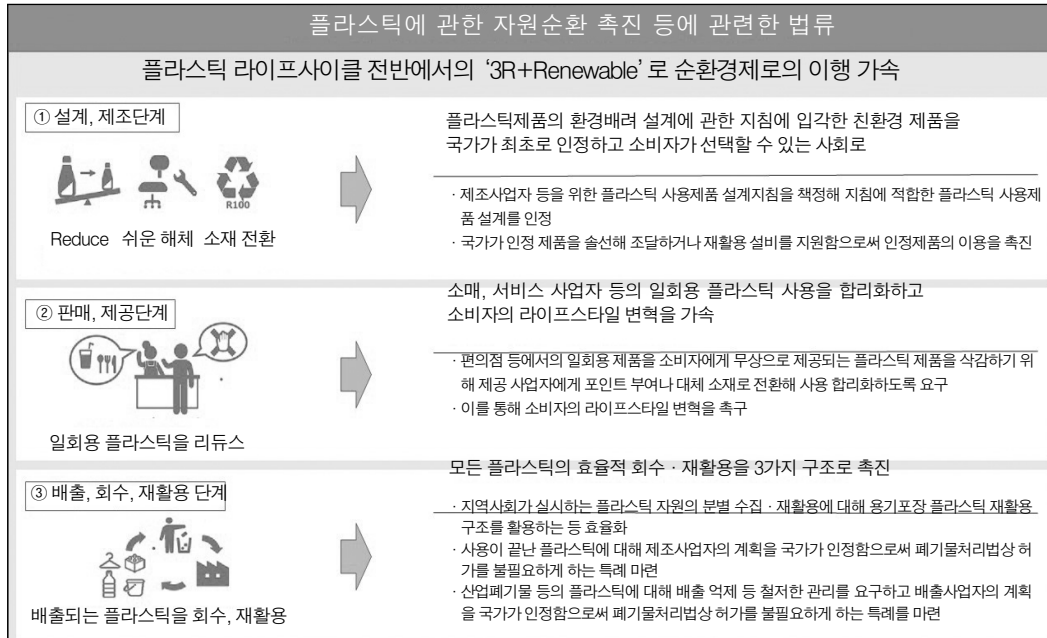 플라스틱에 관한 자원순환 촉진 등에 관련한 법류
플라스틱 라이프사이클 전반에서의 ‘3R+Renewable’로 순환경제로의 이행 가속
① 설계, 제조단계
R100
Reduce 쉬운 해체 소재 전환
플라스틱제품의 환경배려 설계에 관한 지침에 입각한 친환경 제품을
국가가 최초로 인정하고 소비자가 선택할 수 있는 사회로
· 제조사업자 등을 위한 플라스틱 사용제품 설계지침을 책정해 지침에 적합한 플라스틱 사용제
품 설계를 인정
· 국가가 인정 제품을 솔선해 조달하거나 재활용 설비를 지원함으로써 인정제품의 이용을 촉진
② 판매, 제공단계
일회용 플라스틱을 리듀스
소매, 서비스 사업자 등의 일회용 플라스틱 사용을 합리화하고
소비자의 라이프스타일 변혁을 가속
· 편의점 등에서의 일회용 제품을 소비자에게 무상으로 제공되는 플라스틱 제품을 삭감하기 위
해 제공 사업자에게 포인트 부여나 대체 소재로 전환해 사용 합리화하도록 요구
· 이를 통해 소비자의 라이프스타일 변혁을 촉구
③ 배출, 회수, 재활용 단계
배출되는 플라스틱을 회수, 재활용
모든 플라스틱의 효율적 회수 · 재활용을 3가지 구조로 촉진
· 지역사회가 실시하는 플라스틱 자원의 분별 수집 · 재활용에 대해 용기포장 플라스틱 재활용
구조를 활용하는 등 효율화
· 사용이 끝난 플라스틱에 대해 제조사업자의 계획을 국가가 인정함으로써 폐기물처리법상 허
가를 불필요하게 하는 특례 마련
· 산업폐기물 등의 플라스틱에 대해 배출 억제 등 철저한 관리를 요구하고 배출사업자의 계획
을 국가가 인정함으로써 폐기물처리법상 허가를 불필요하게 하는 특례를 마련